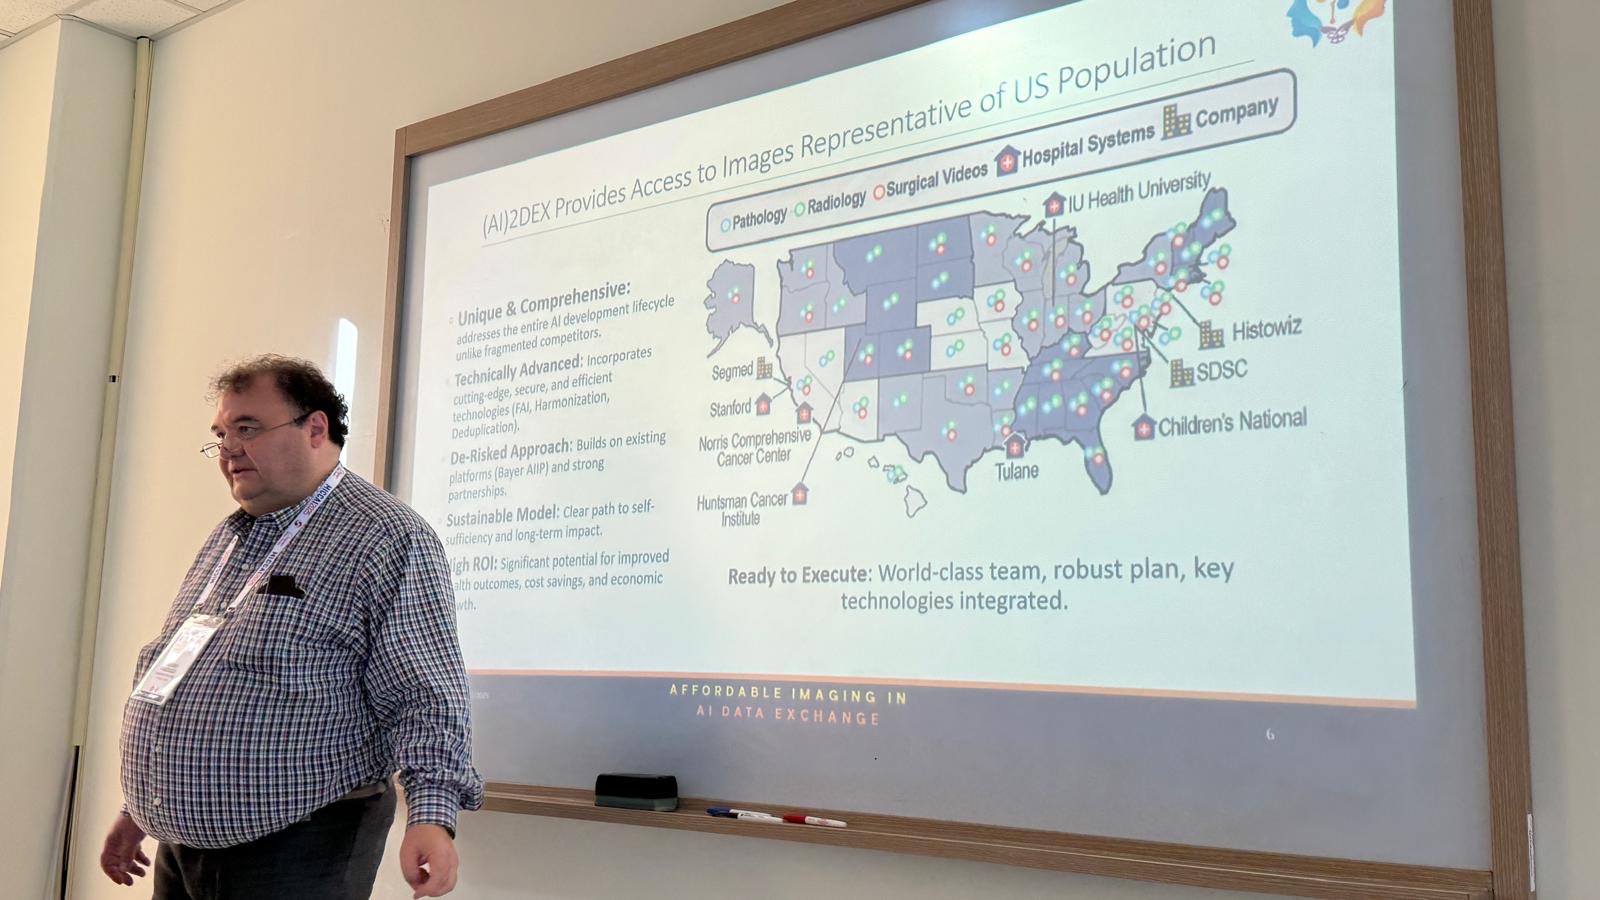 (AI)2DEX Provides Access to Images Representative of US Population
Unique & Comprehensive:
addresses the entire AI development lifecycle
unlike fragmented competitors.
Technically Advanced: Incorporates
cutting-edge, secure, and efficient
technologies (FAI, Harmonization,
Deduplication).
De-Risked Approach: Builds on existing
platforms (Bayer AIIP) and strong
partnerships.
Sustainable Model: Clear path to self-
sufficiency and long-term impact.
igh ROI: Significant potential for improved
lth outcomes, cost savings, and economic
wth.
Pathology Radiology Surgical Videos Hospital Systems Company
IU Health University
Histowiz
SDSC
Children's National
Tulane
Segmed
Stanford
Norris Comprehensive
Cancer Center
Huntsman Cancer
Institute
Ready to Execute: World-class team, robust plan, key
technologies integrated.
AFFORDABLE IMAGING IN
AI DATA EXCHANGE
6
MICCAI2025